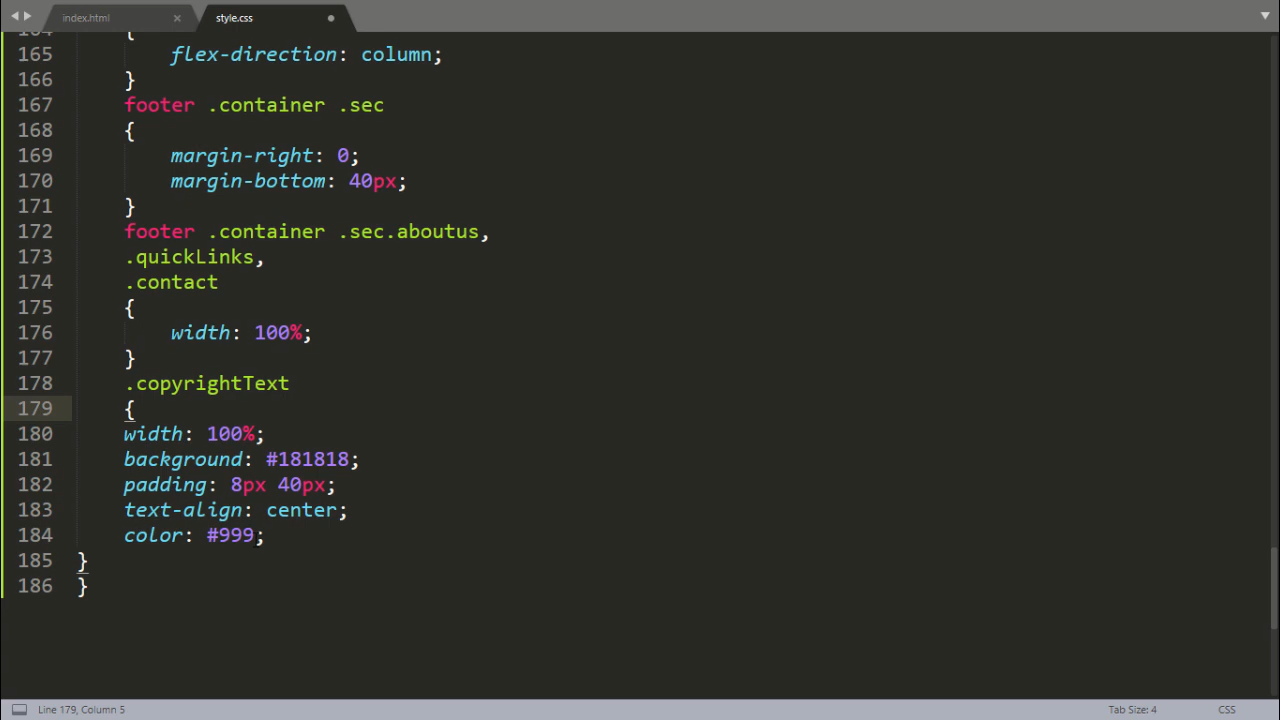 index.html ×
style.css
164 {
165 flex-direction: column;
166 }
167 footer .container .sec
168 {
169 margin-right: 0;
170 margin-bottom: 40px;
171 }
172 footer .container .sec.aboutus,
173 .quickLinks,
174 .contact
175 {
176 width: 100%;
177 }
178 .copyrightText
179 {
180 width: 100%;
181 background: #181818;
182 padding: 8px 40px;
183 text-align: center;
184 color: #999;
185 }
186 }
Line 179, Column 5
Tab Size: 4
CSS